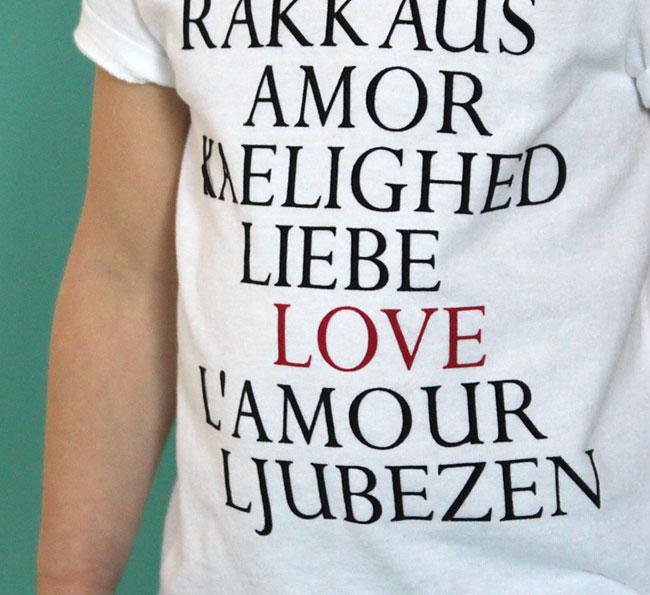 RAKKAUS
AMOR
KAELIGHED
LIEBE
LOVE
L'AMOUR
LJUBEZEN